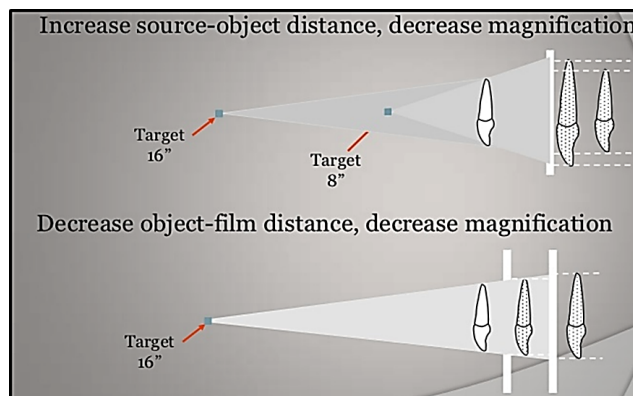 Increase source-object distance, decrease magnification
Target
16”
Target
8”
Decrease object-film distance, decrease magnification
Target
16”